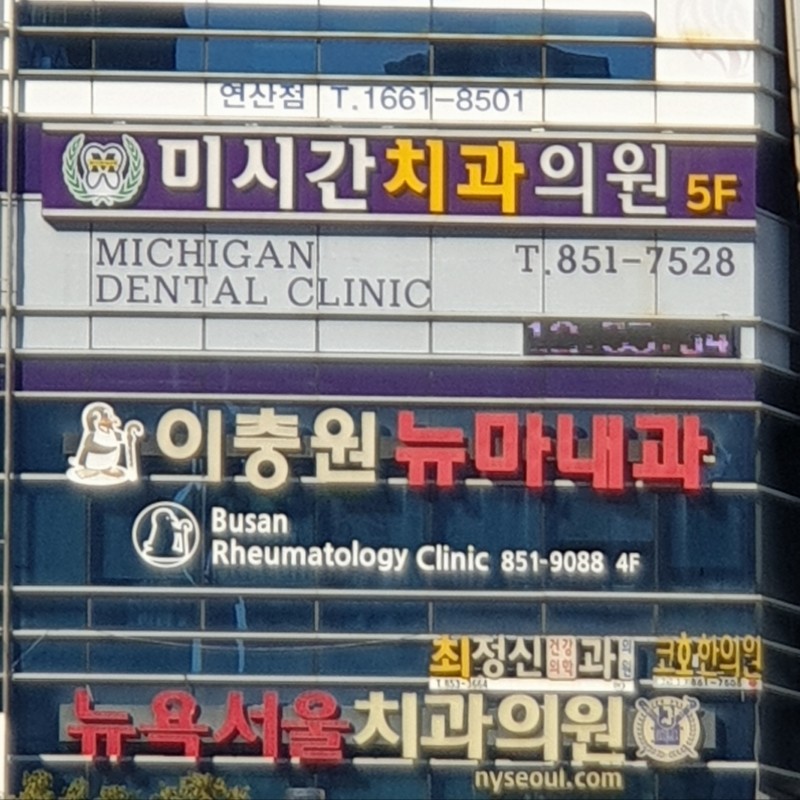 연산점 T.1661-8501
미시간치과의원 5F
MICHIGAN
DENTAL CLINIC
T.851-7528
이충원 뉴마내과
Busan
Rheumatology Clinic 851-9088 4F
최정신건강의학과의원
코호한의원
뉴욕서울치과의원
nyseoul.com